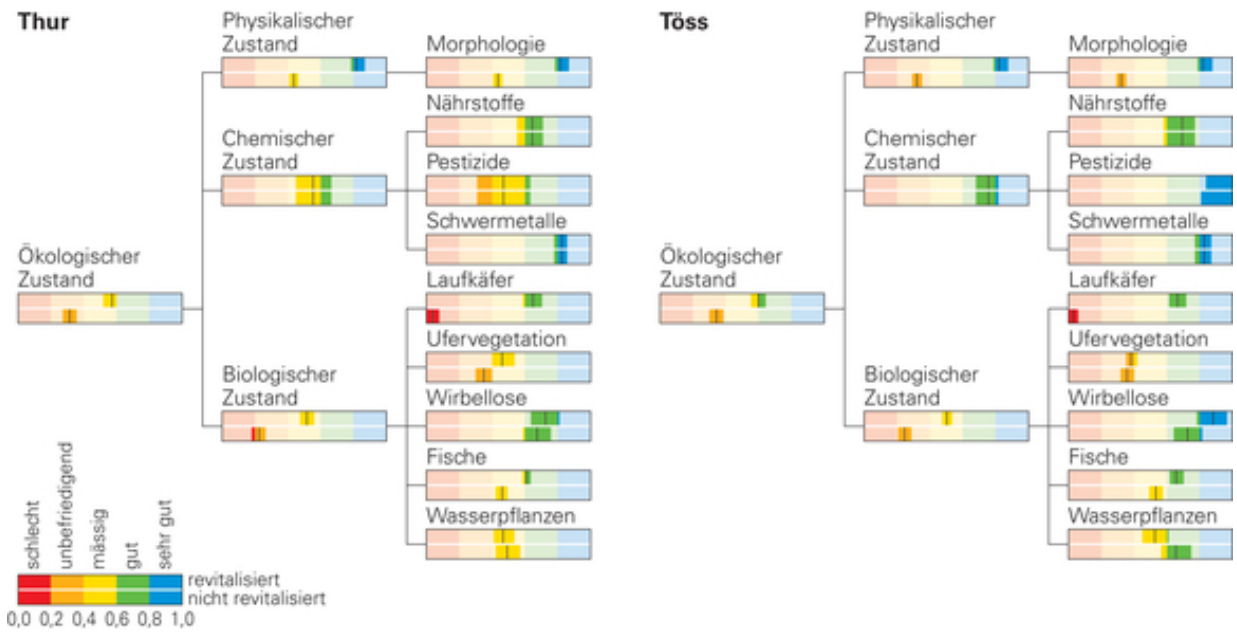 Thur
Physikalischer
Zustand
Morphologie
Nährstoffe
Chemischer
Zustand
Pestizide
Schwermetalle
Ökologischer
Zustand
Laufkäfer
Ufervegetation
Biologischer
Zustand
Wirbellose
Fische
Wasserpflanzen
schlecht
unbefriedigend
mässig
gut
sehr gut
revitalisiert
nicht revitalisiert
0,0 0,2 0,4 0,6 0,8 1,0
Töss
Physikalischer
Zustand
Morphologie
Nährstoffe
Chemischer
Zustand
Pestizide
Schwermetalle
Ökologischer
Zustand
Laufkäfer
Ufervegetation
Biologischer
Zustand
Wirbellose
Fische
Wasserpflanzen